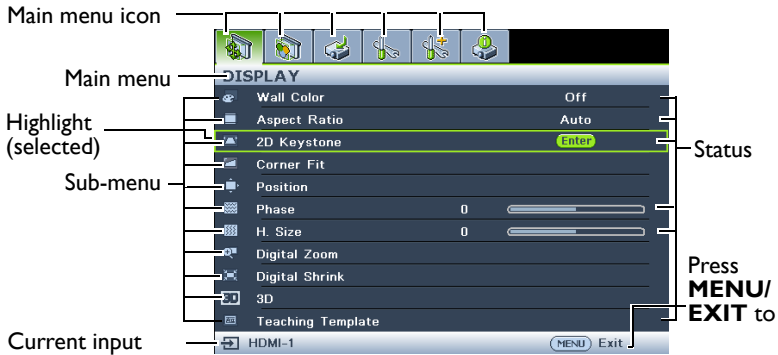 Main menu icon
Main menu
DISPLAY
Wall Color Off
Highlight
(selected)
Aspect Ratio Auto
2D Keystone Enter
Status
Corner Fit
Sub-menu
Position
Phase 0
H. Size 0
Digital Zoom
Digital Shrink
3D 3D
Teaching Template
Press
MENU/
EXIT to
Current input
HDMI-1
MENU Exit